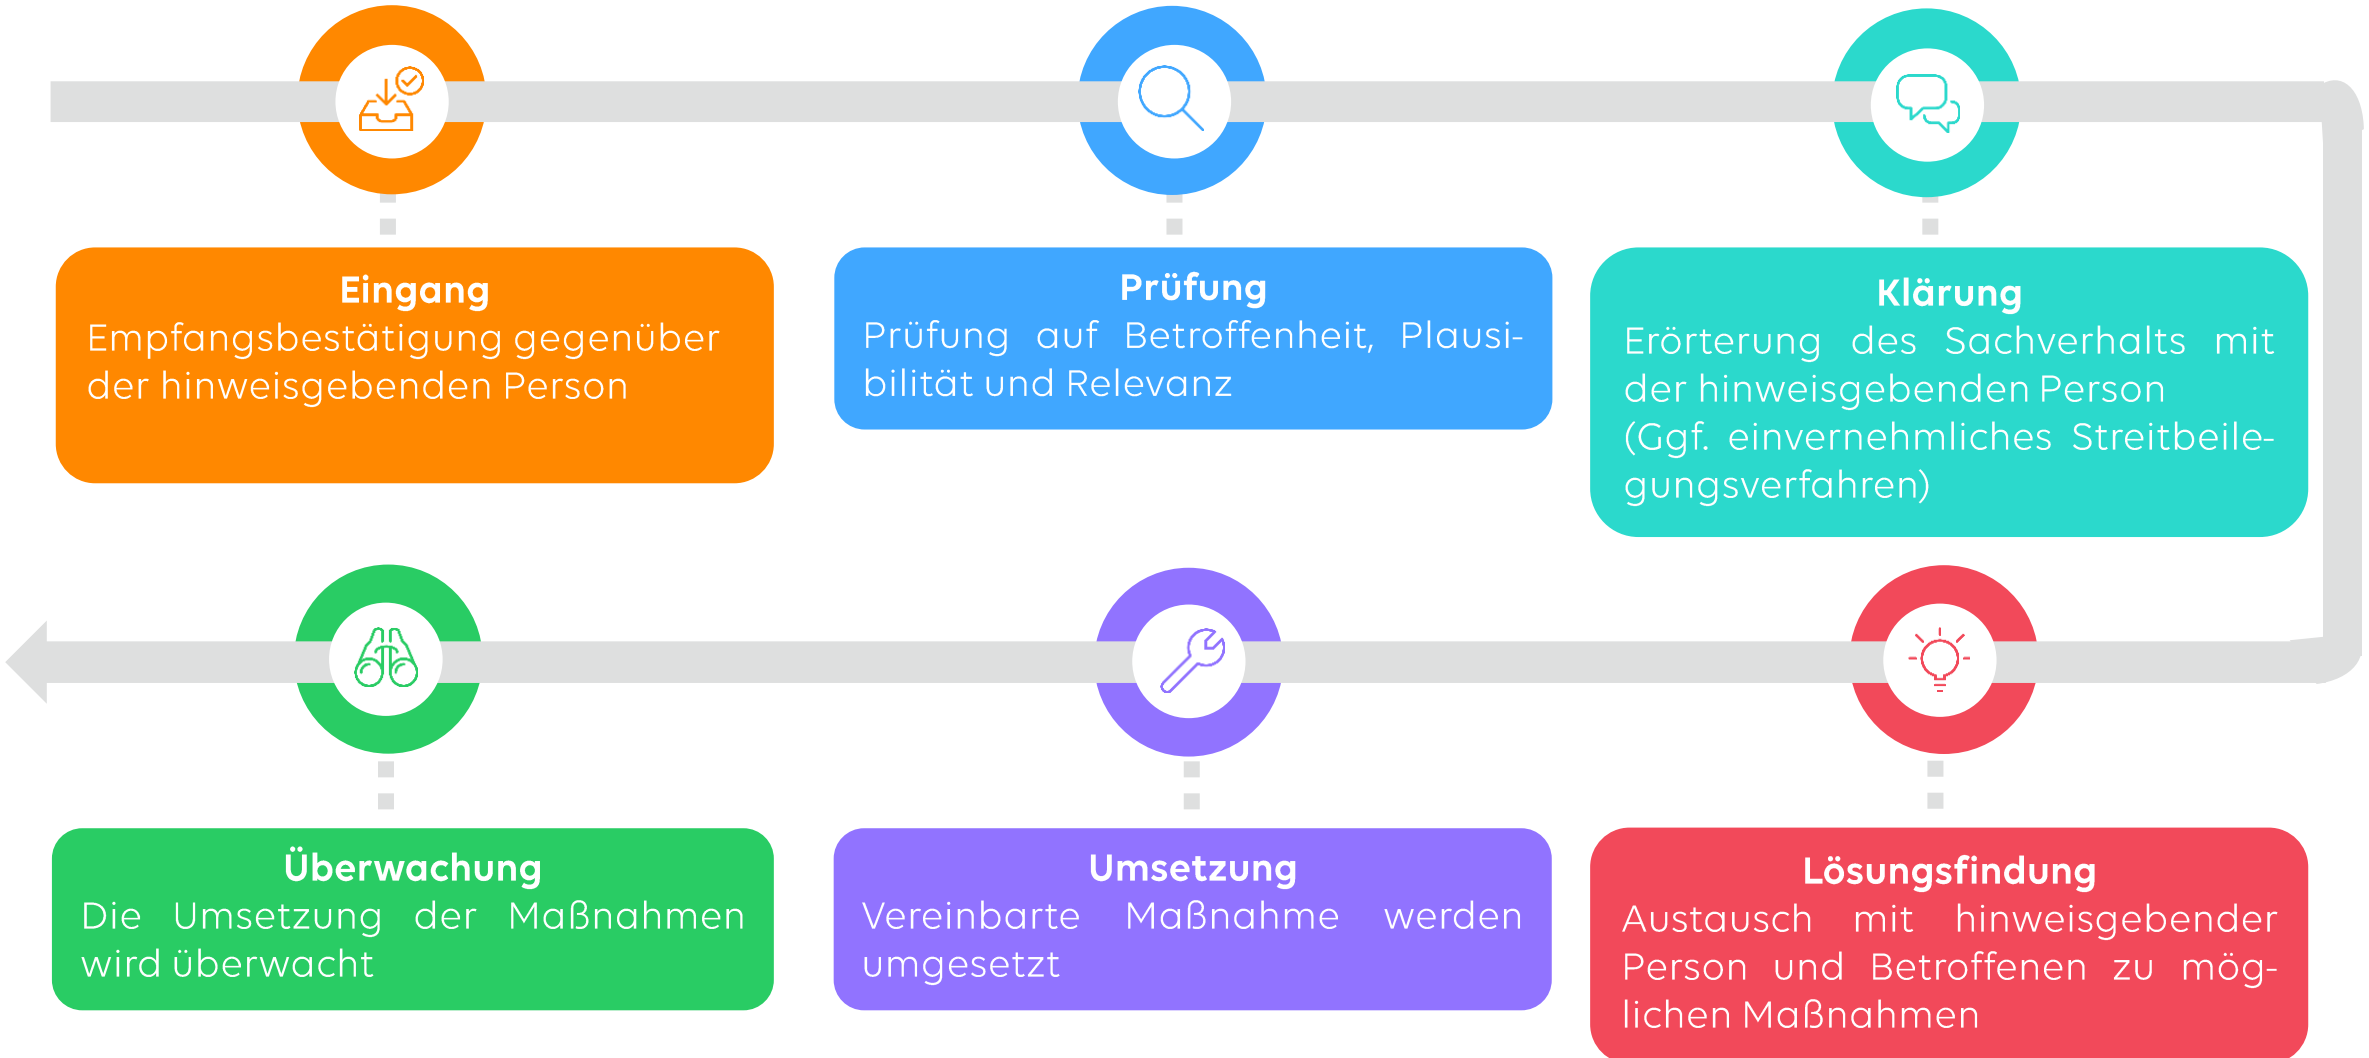 Eingang
Empfangsbestätigung gegenüber
der hinweisgebenden Person
Prüfung
Prüfung auf Betroffenheit, Plausi-
bilität und Relevanz
Klärung
Erörterung des Sachverhalts mit
der hinweisgebenden Person
(Ggf. einvernehmliches Streitbeile-
gungsverfahren)
Lösungsfindung
Austausch mit hinweisgebender
Person und Betroffenen zu mög-
lichen Maßnahmen
Umsetzung
Vereinbarte Maßnahme werden
umgesetzt
Überwachung
Die Umsetzung der Maßnahmen
wird überwacht